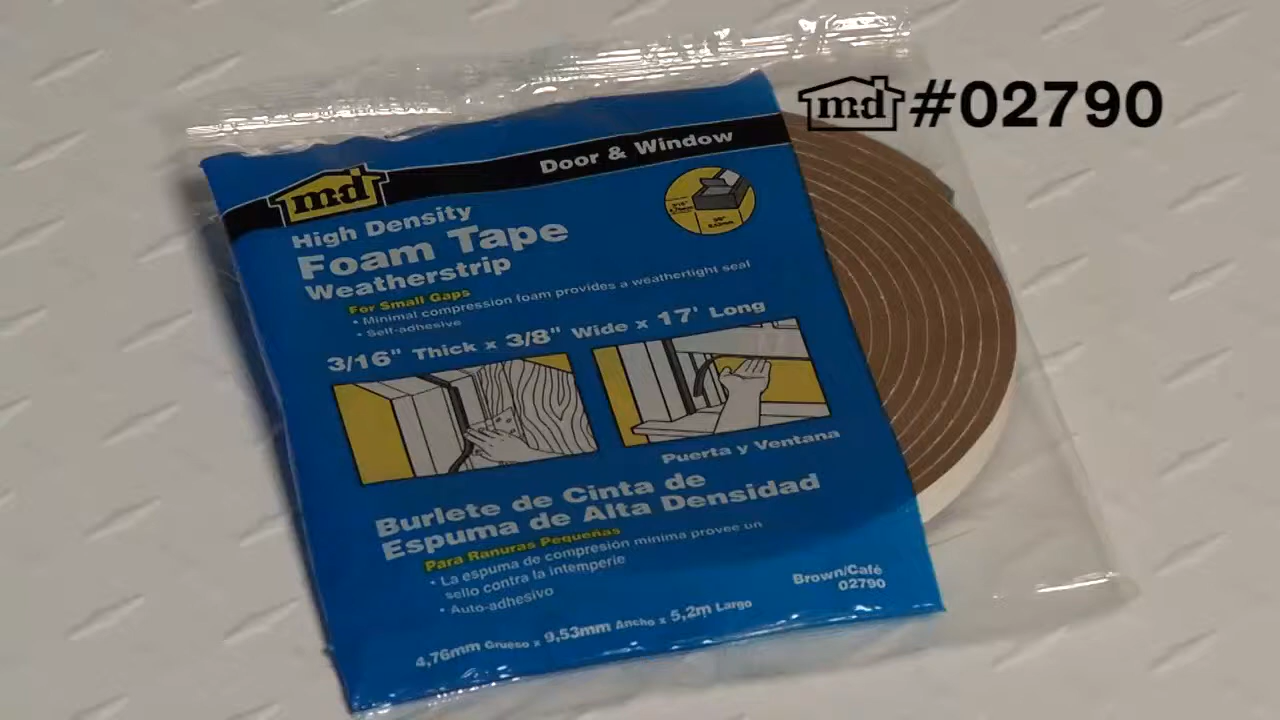 md #02790
Door & Window
md
High Density
Foam Tape
Weatherstrip
For Small Gaps
• Minimal compression foam provides a weathertight seal
• Self-adhesive
3/16" Thick x 3/8" Wide x 17' Long
Puerta y Ventana
Burlete de Cinta de
Espuma de Alta Densidad
Para Ranuras Pequeñas
• La espuma de compresión minima provee un
sello contra la intemperie
• Auto-adhesivo
Brown/Café
02790
4,76mm Grueso x 9,53mm Ancho x 5,2m Largo